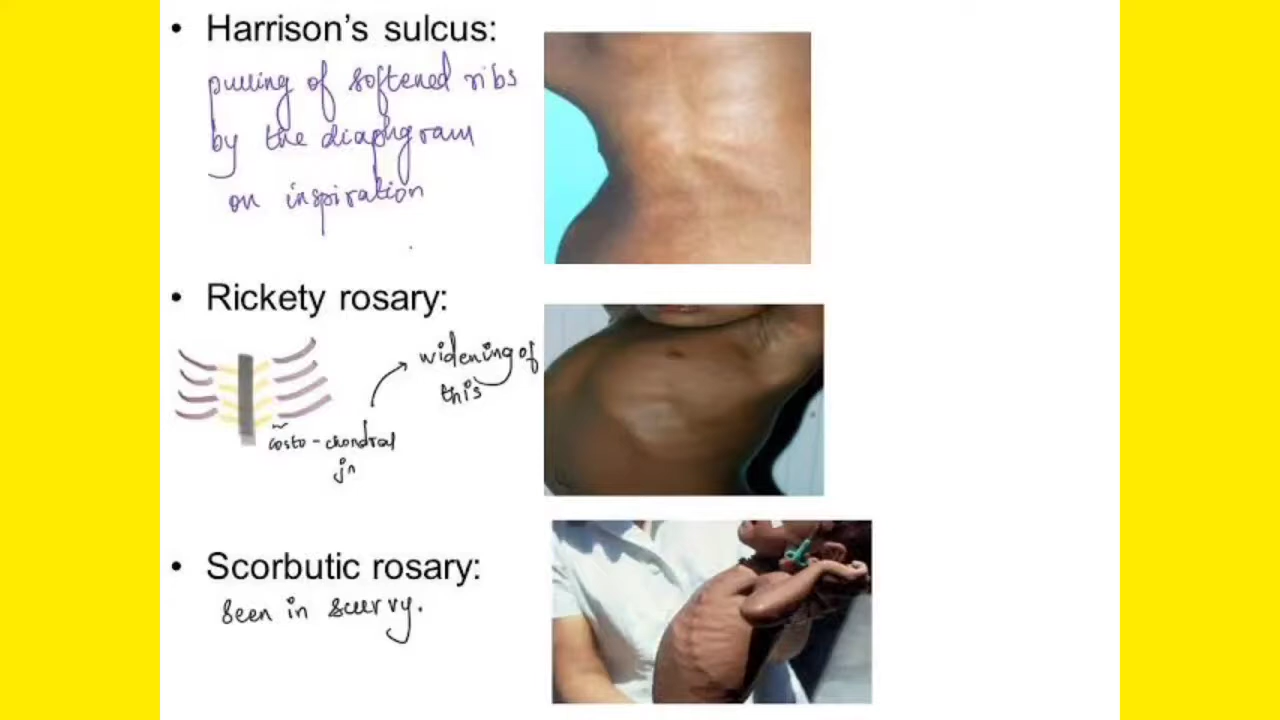 • Harrison's sulcus:
pulling of softened ribs
by the diaphgram
on inspiration
• Rickety rosary:
widening of
this
costo-chondral
jn
• Scorbutic rosary:
seen in scurvy.